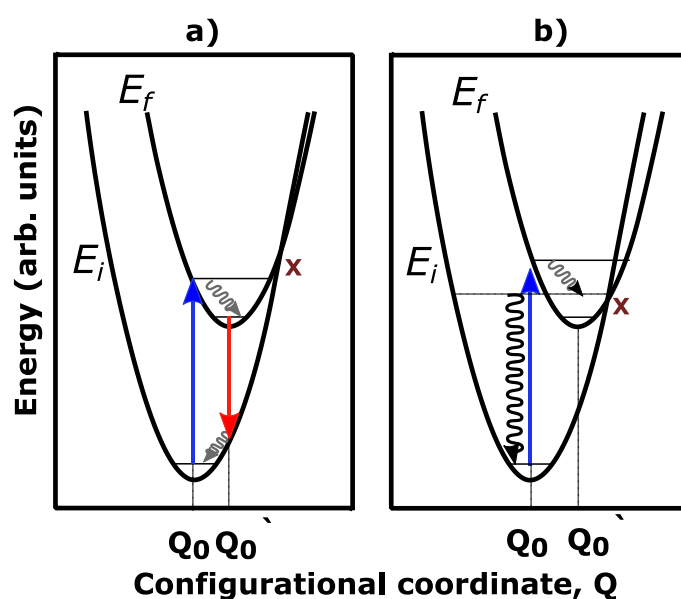 a)
b)
E_f
E_f
E_i
E_i
x
x
Energy (arb. units)
Q₀ Q₀`
Q₀ Q₀`
Configurational coordinate, Q